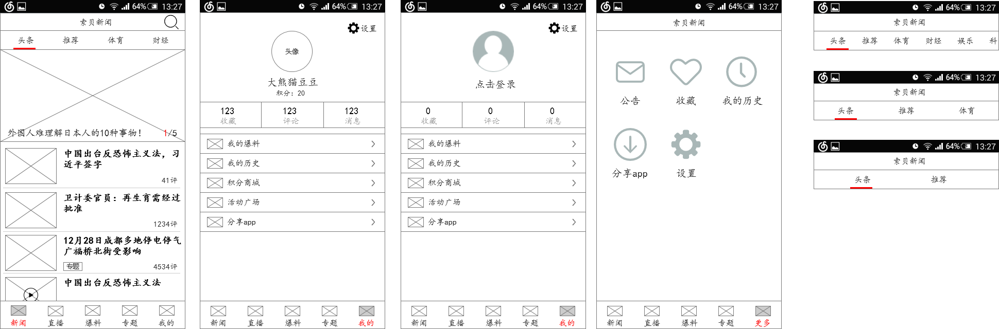 64% 13:27
索贝新闻
头条 推荐 体育 财经
外国人难理解日本人的10种事物！ 1/5
中国出台反恐怖主义法，习
近平签字
41评
卫计委官员：再生育需经过
批准
1234评
12月28日成都多地停电停气
广福桥北街受影响
专题 4534评
中国出台反恐怖主义法
新闻 直播 爆料 专题 我的
64% 13:27
设置
头像
大熊猫豆豆
积分：20
123 123 123
收藏 评论 消息
我的爆料
我的历史
积分商城
活动广场
分享app
新闻 直播 爆料 专题 我的
64% 13:27
设置
点击登录
0 0 0
收藏 评论 消息
我的爆料
我的历史
积分商城
活动广场
分享app
新闻 直播 爆料 专题 我的
64% 13:27
索贝新闻
公告 收藏 我的历史
分享app 设置
新闻 直播 爆料 专题 更多
64% 13:27
索贝新闻
头条 推荐 体育 财经 娱乐 科
64% 13:27
索贝新闻
头条 推荐 体育
64% 13:27
索贝新闻
头条 推荐